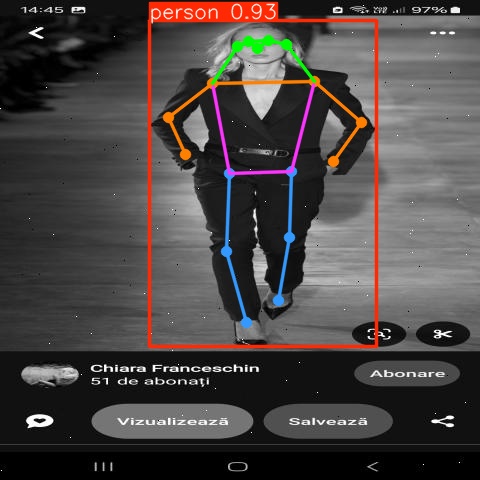 14:45
97%
person 0.93
Chiara Franceschin
51 de abonați
Abonare
Vizualizează
Salvează